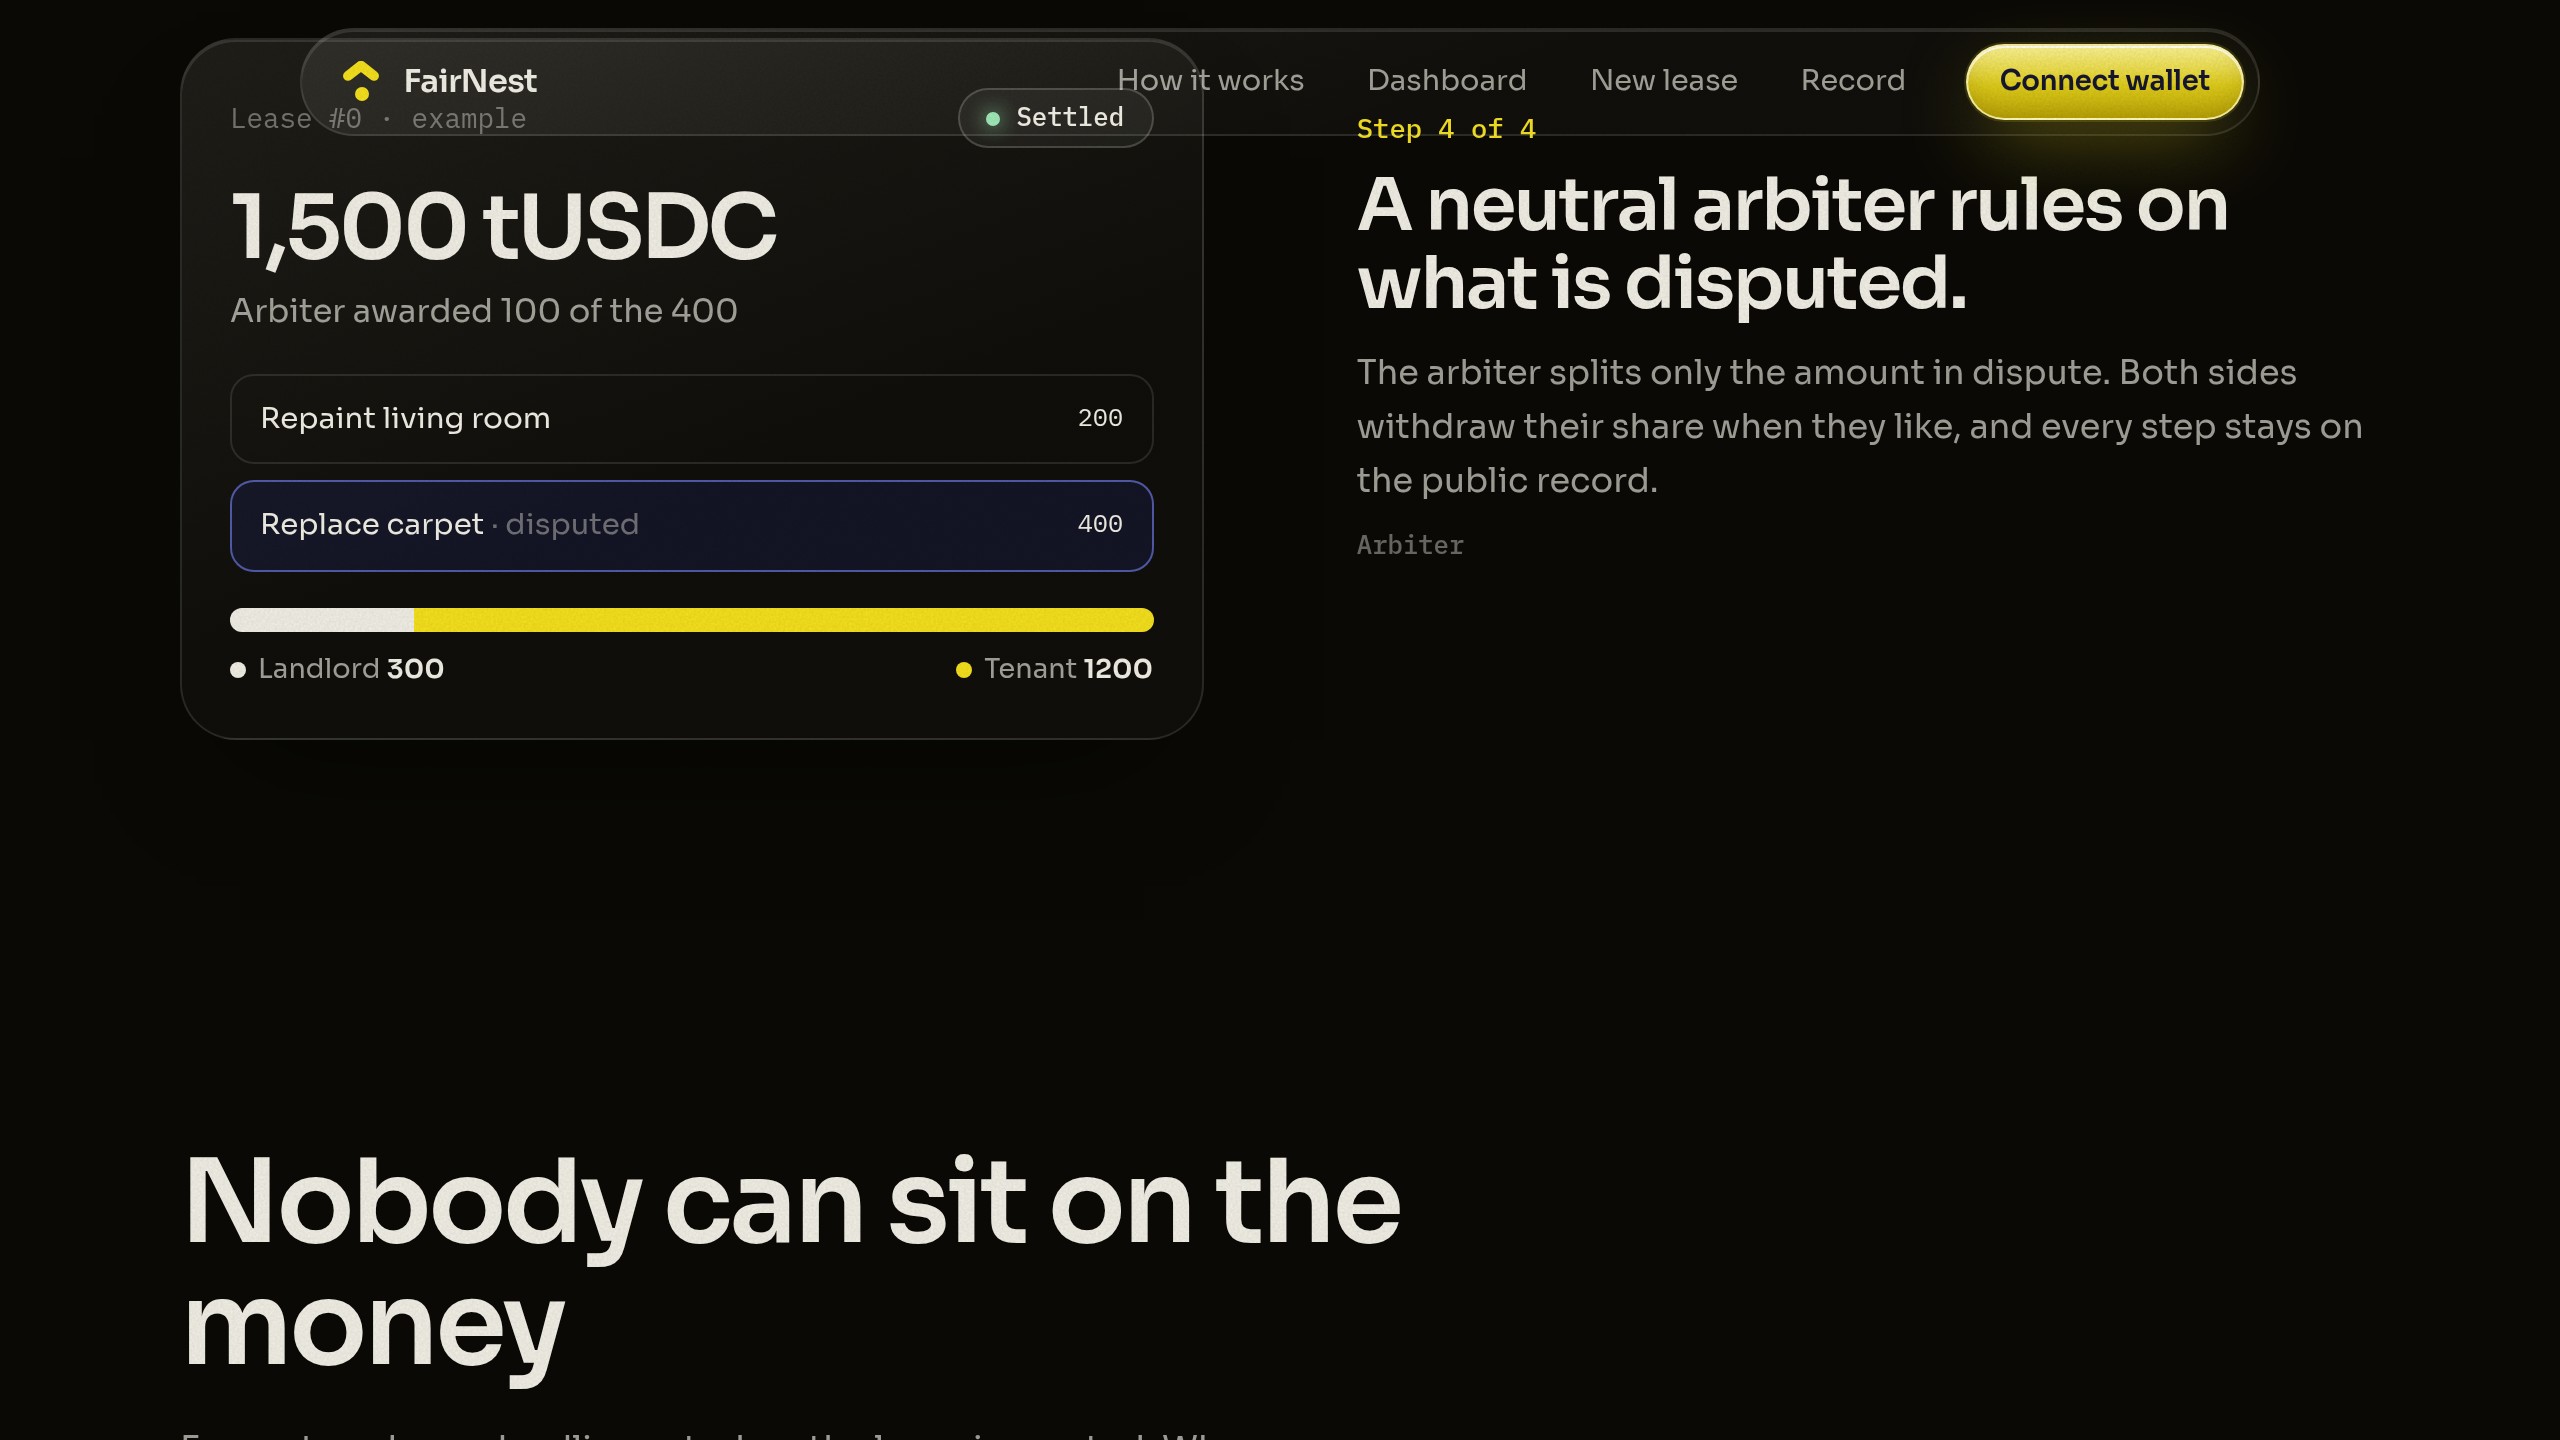 FairNest
How it works
Dashboard
New lease
Record
Connect wallet
Lease #0 · example
Settled
1,500 tUSDC
Arbiter awarded 100 of the 400
Repaint living room
200
Replace carpet · disputed
400
Landlord 300
Tenant 1200
Step 4 of 4
A neutral arbiter rules on
what is disputed.
The arbiter splits only the amount in dispute. Both sides
withdraw their share when they like, and every step stays on
the public record.
Arbiter
Nobody can sit on the
money